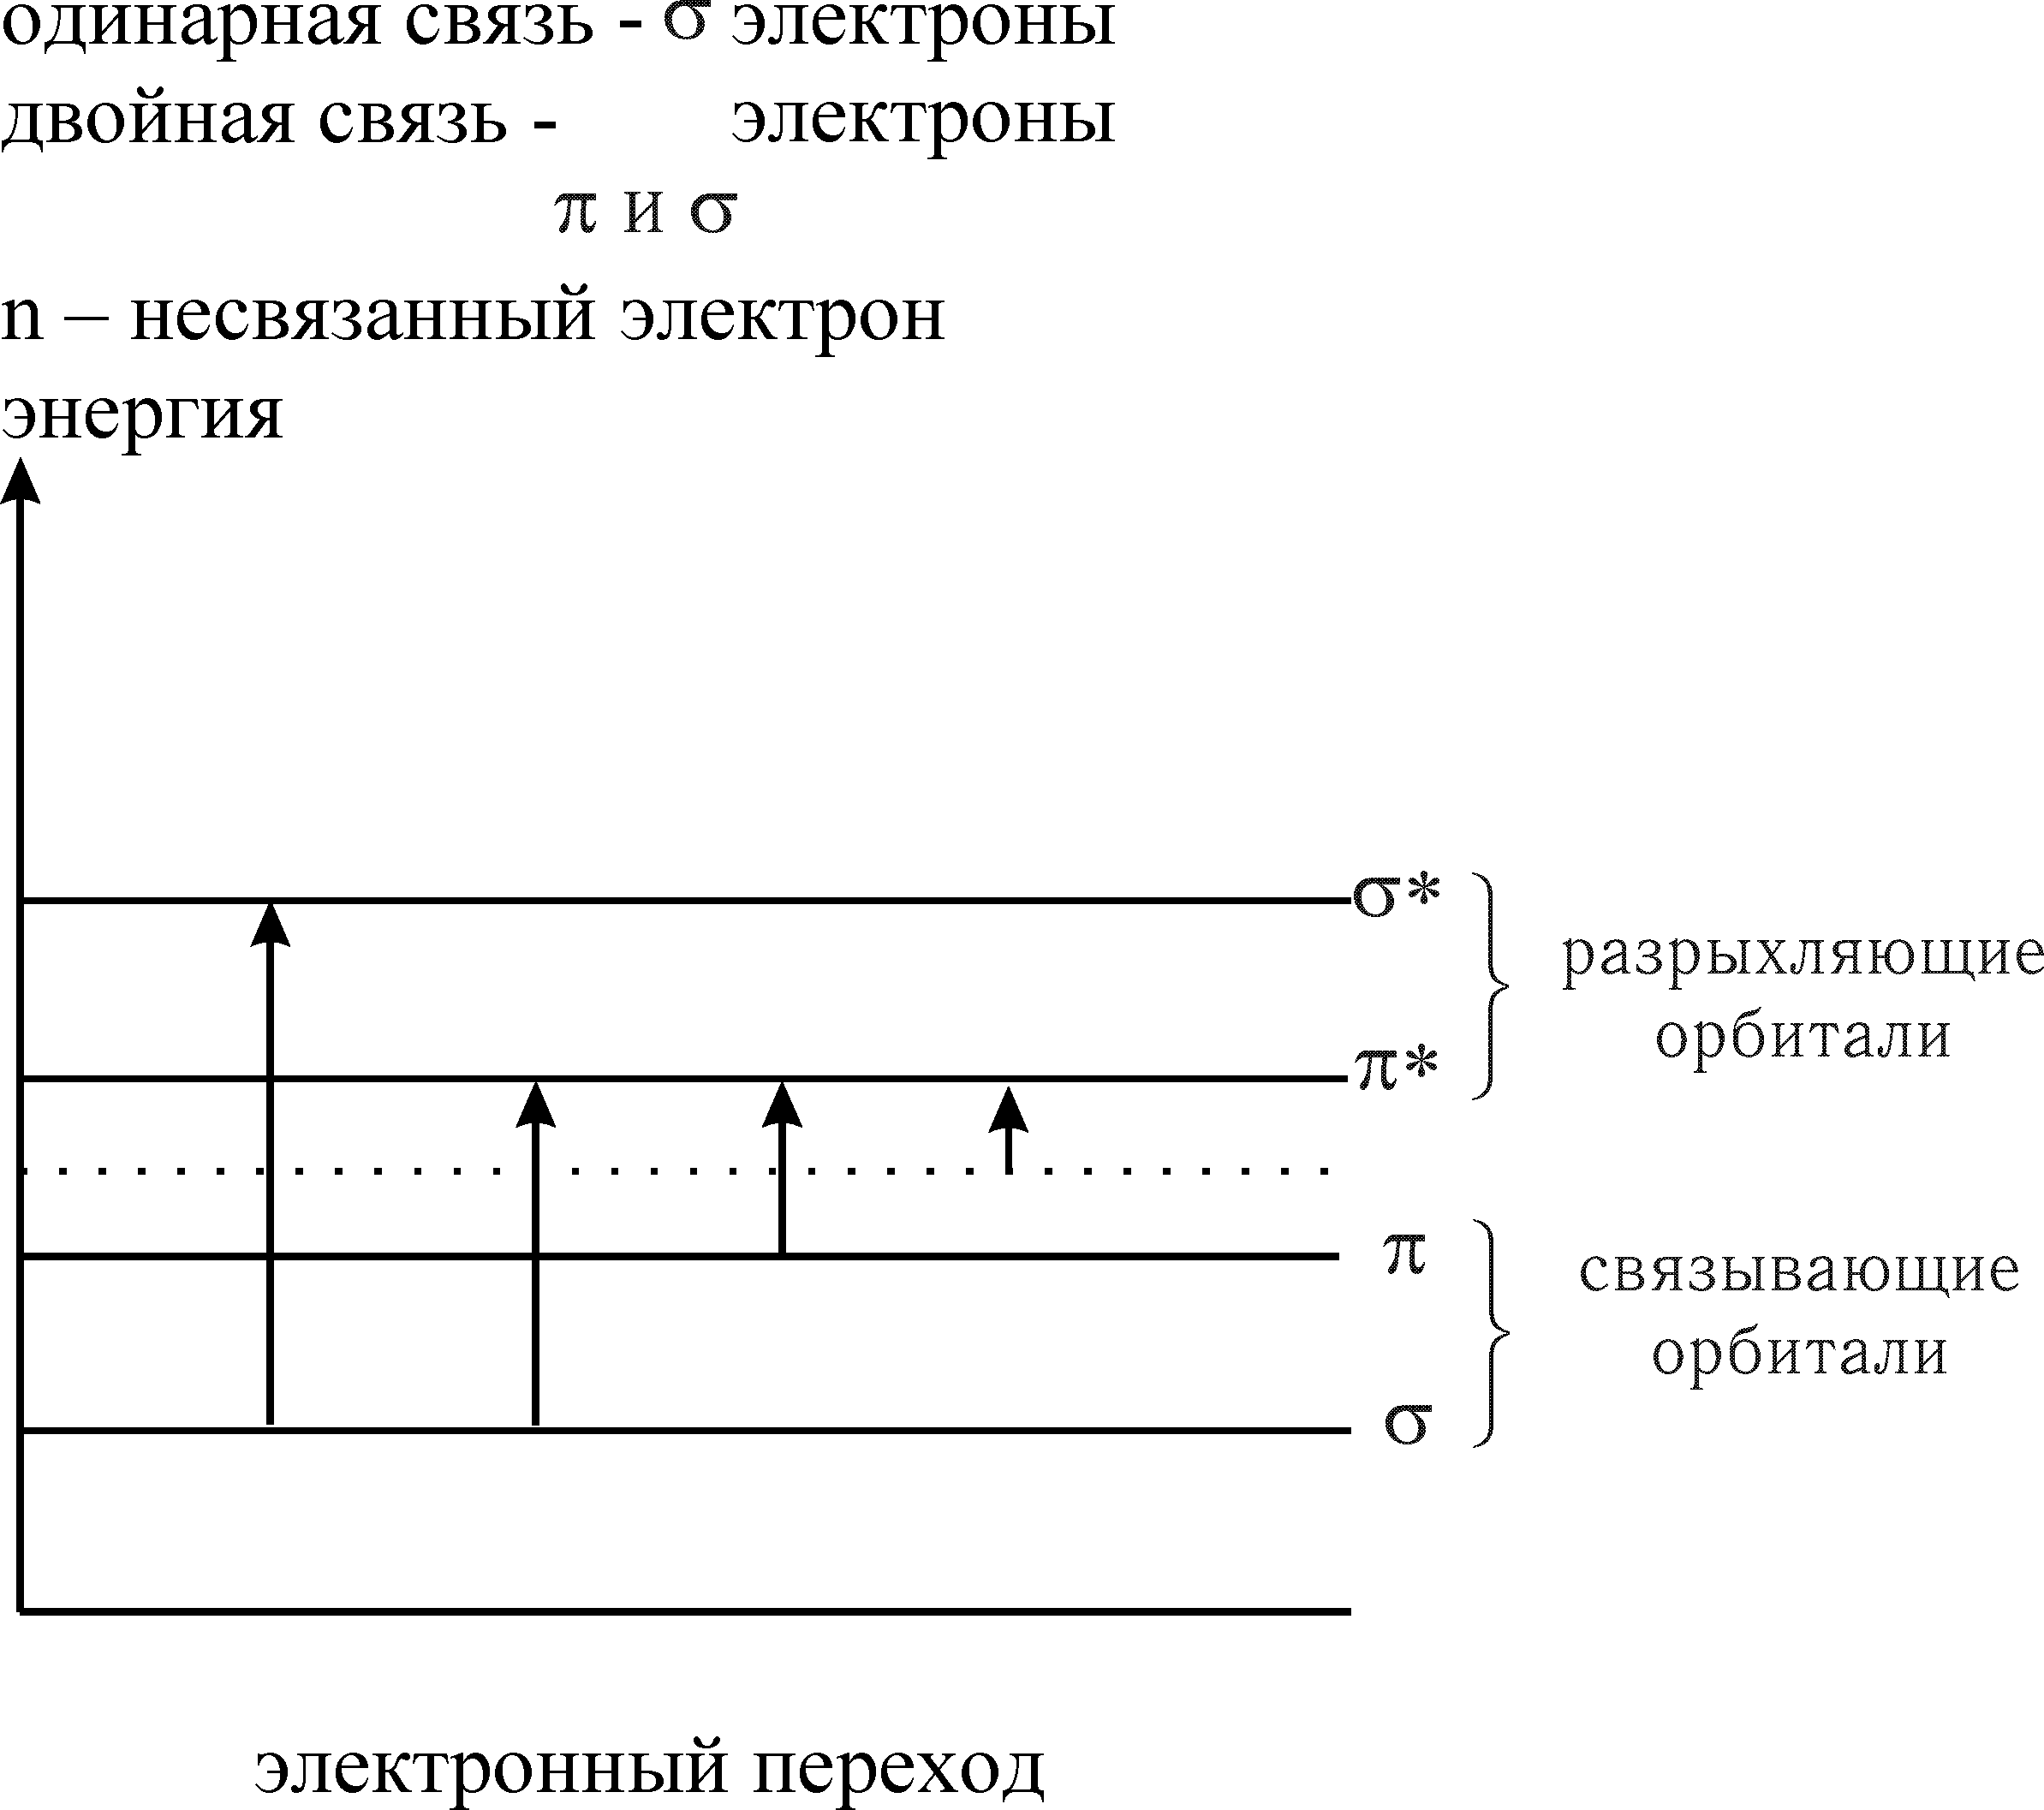 одинарная связь - σ электроны
двойная связь - электроны
π и σ
n – несвязанный электрон
энергия
σ*
разрыхляющие
орбитали
π*
π
связывающие
орбитали
σ
электронный переход